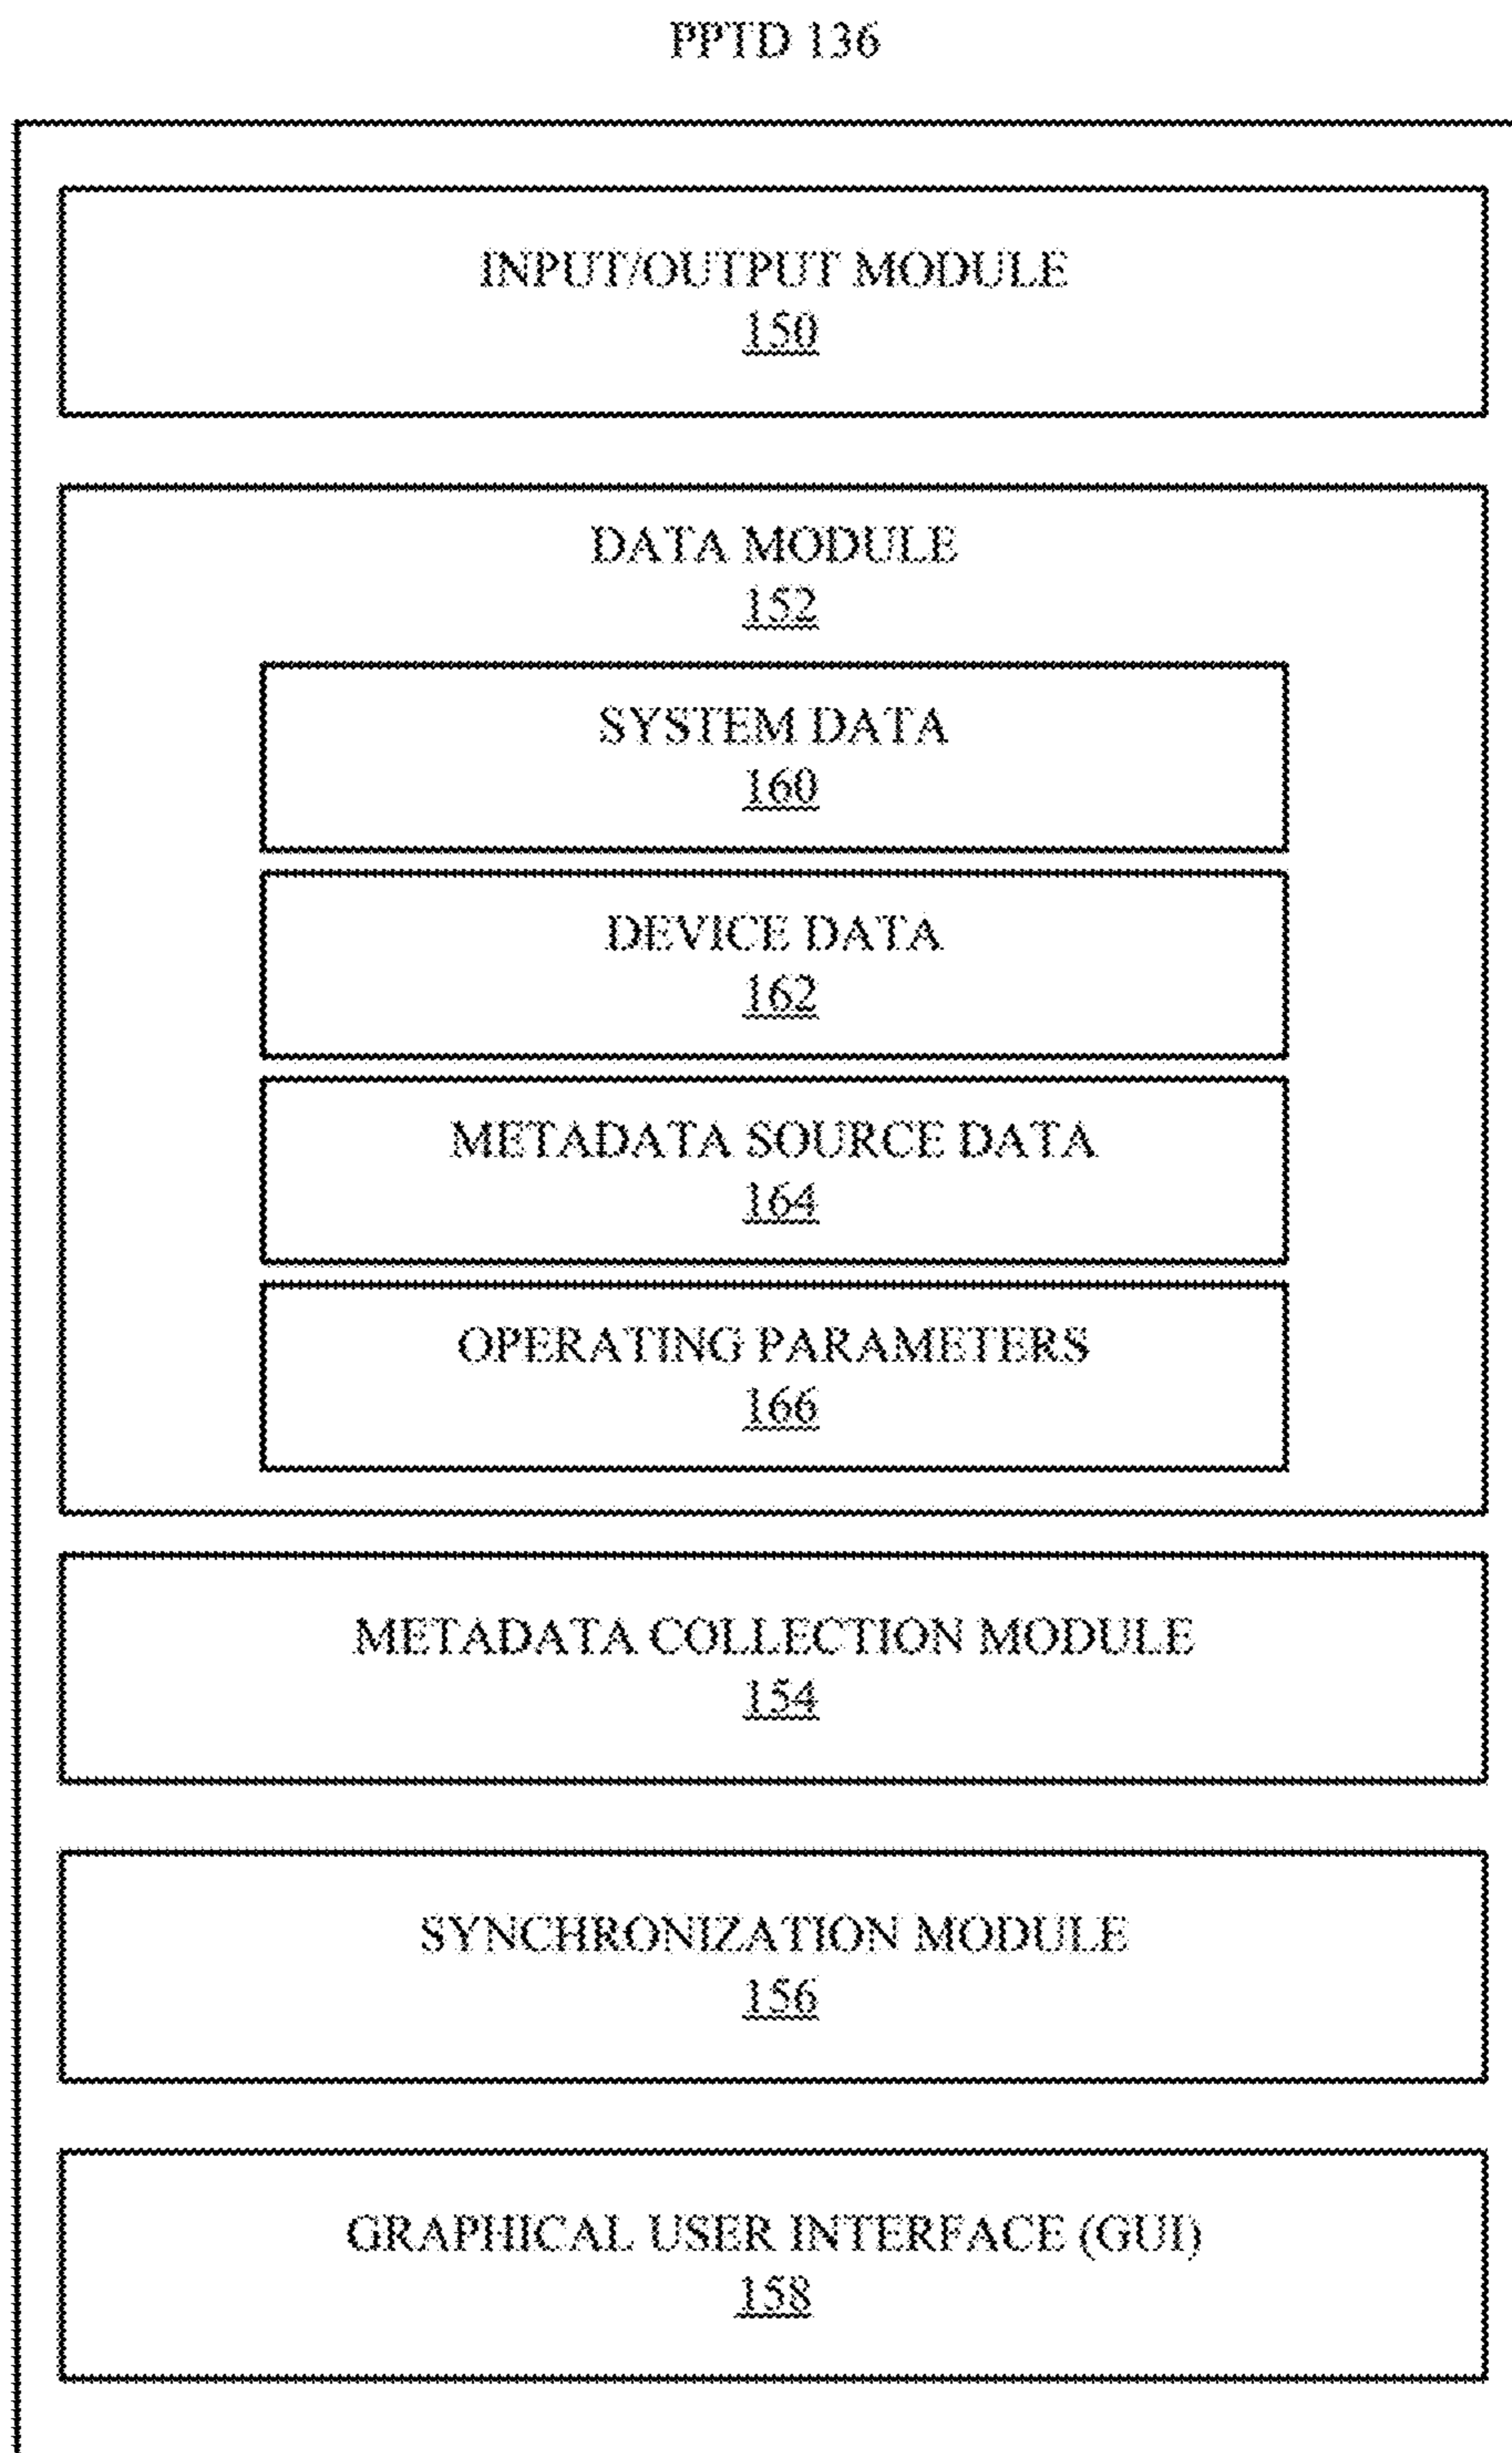 PPTD 136
INPUT/OUTPUT MODULE
150
DATA MODULE
152
SYSTEM DATA
160
DEVICE DATA
162
METADATA SOURCE DATA
164
OPERATING PARAMETERS
166
METADATA COLLECTION MODULE
154
SYNCHRONIZATION MODULE
156
GRAPHICAL USER INTERFACE (GUI)
158